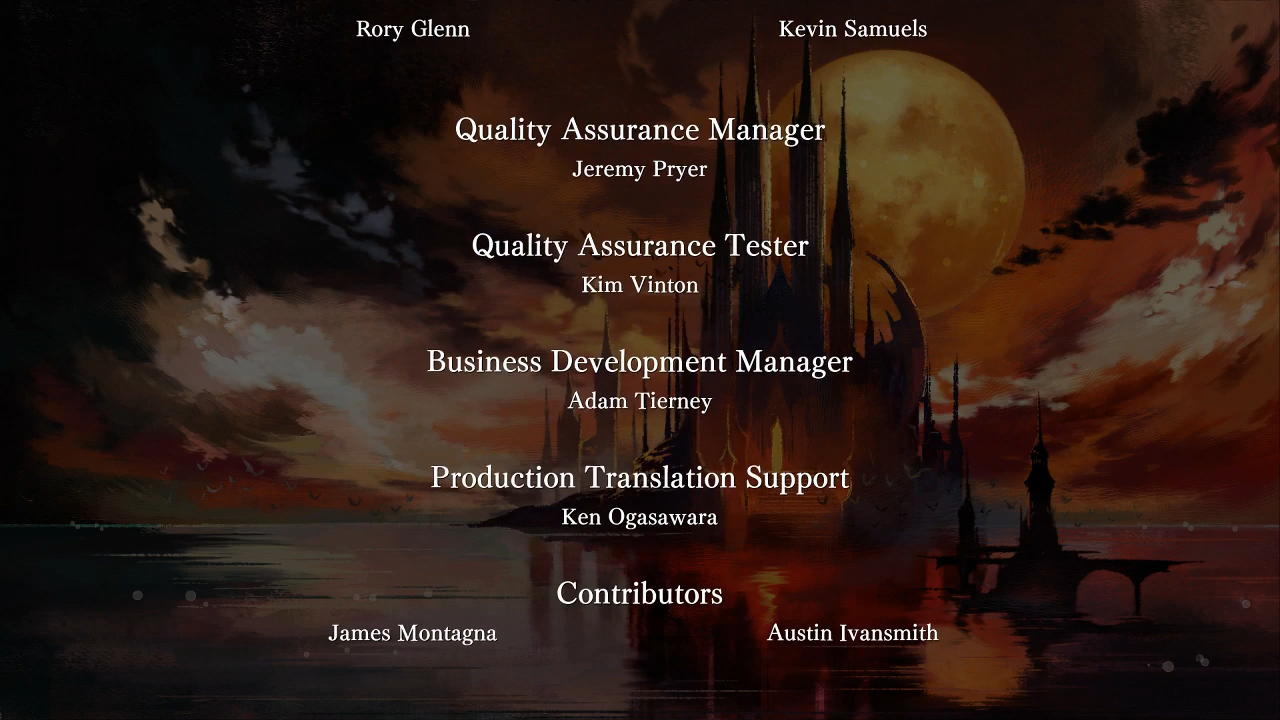 Rory Glenn Kevin Samuels
Quality Assurance Manager
Jeremy Pryer
Quality Assurance Tester
Kim Vinton
Business Development Manager
Adam Tierney
Production Translation Support
Ken Ogasawara
Contributors
James Montagna Austin Ivansmith